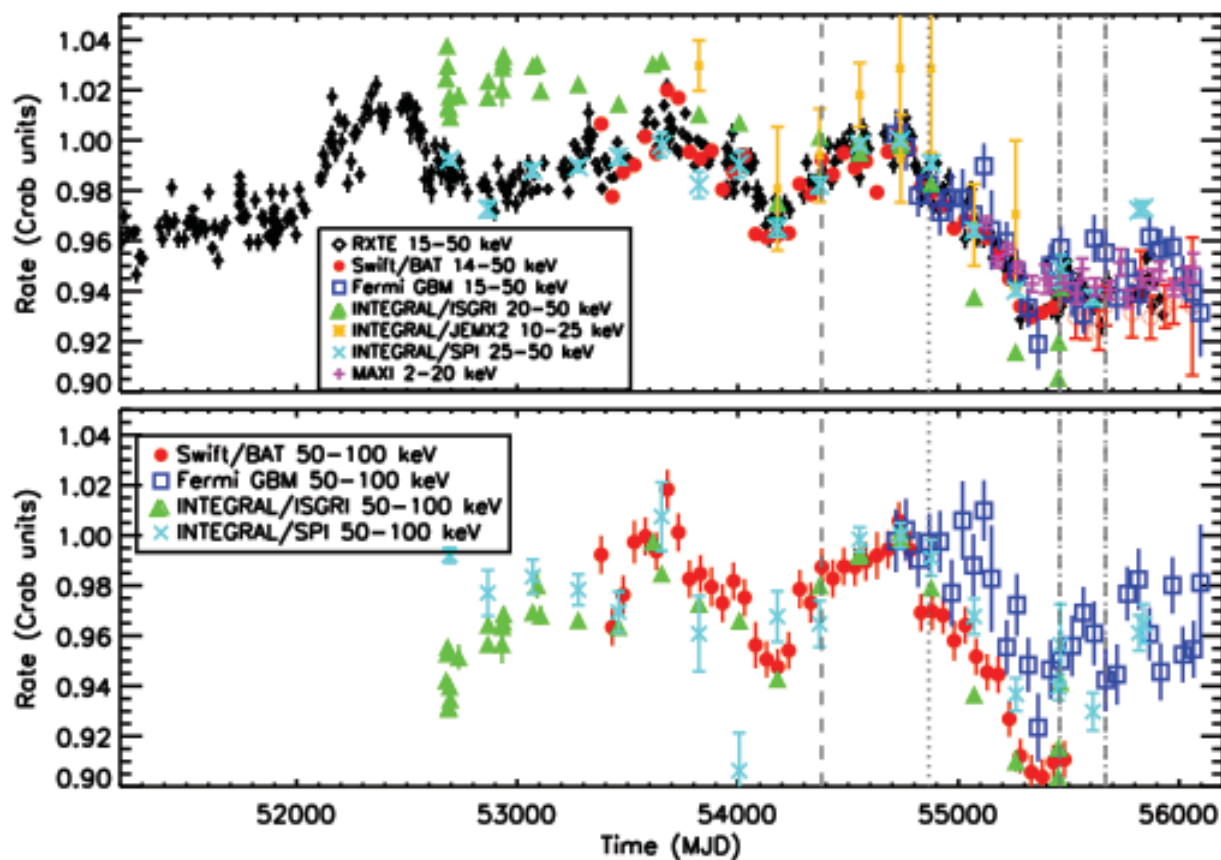 1.04
1.02
1.00
0.98
0.96
0.94
0.92
0.90
Rate (Crab units)
RXTE 15-50 keV
Swift/BAT 14-50 keV
Fermi GBM 15-50 keV
INTEGRAL/ISGRI 20-50 keV
INTEGRAL/JEMX2 10-25 keV
INTEGRAL/SPI 25-50 keV
MAXI 2-20 keV
1.04
1.02
1.00
0.98
0.96
0.94
0.92
0.90
Rate (Crab units)
Swift/BAT 50-100 keV
Fermi GBM 50-100 keV
INTEGRAL/ISGRI 50-100 keV
INTEGRAL/SPI 50-100 keV
52000 53000 54000 55000 56000
Time (MJD)